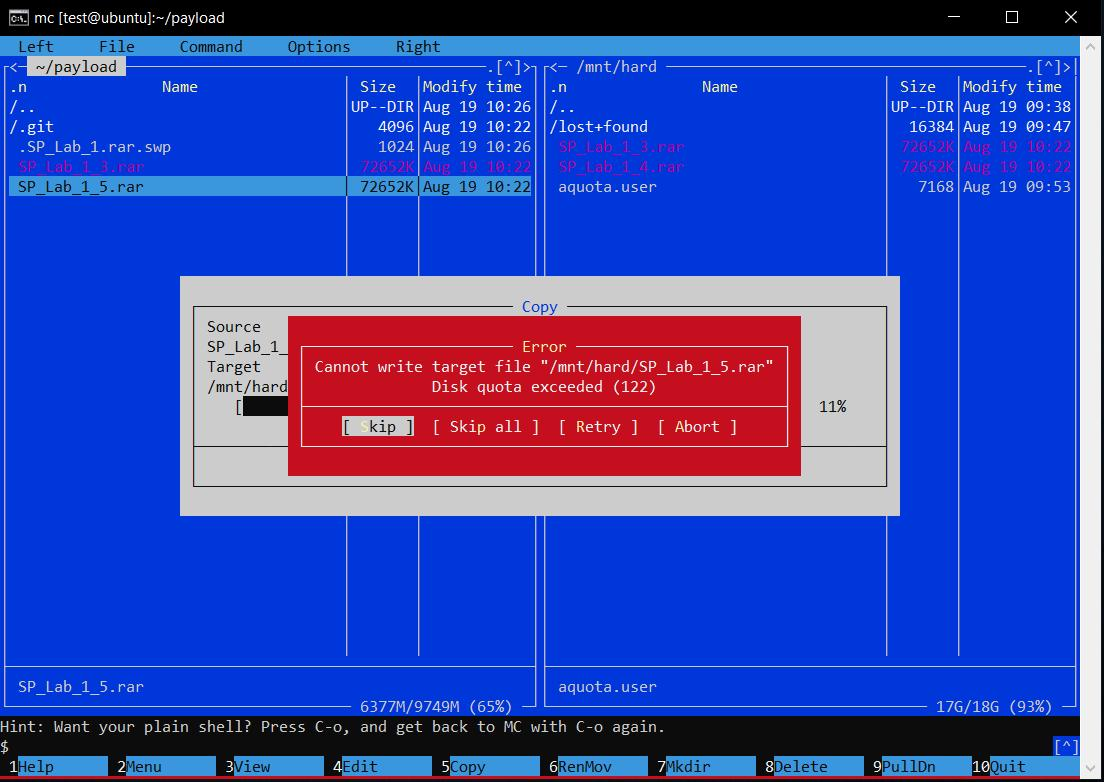 mc [test@ubuntu]:~/payload
Left File Command Options Right
<─ ~/payload .[^]>
.n Name Size Modify time
/.. UP--DIR Aug 19 10:26
/.git 4096 Aug 19 10:22
.SP_Lab_1.rar.swp 1024 Aug 19 10:26
SP_Lab_1_3.rar 72652K Aug 19 10:22
SP_Lab_1_5.rar 72652K Aug 19 10:22
<─ /mnt/hard .[^]>
.n Name Size Modify time
/.. UP--DIR Aug 19 09:38
/lost+found 16384 Aug 19 09:47
SP_Lab_1_3.rar 72652K Aug 19 10:22
SP_Lab_1_4.rar 72652K Aug 19 10:22
aquota.user 7168 Aug 19 09:53
Copy
Source
SP_Lab_1_
Target
/mnt/hard
[ 11%
Error
Cannot write target file "/mnt/hard/SP_Lab_1_5.rar"
Disk quota exceeded (122)
[ Skip ] [ Skip all ] [ Retry ] [ Abort ]
SP_Lab_1_5.rar
6377M/9749M (65%)
aquota.user
17G/18G (93%)
Hint: Want your plain shell? Press C-o, and get back to MC with C-o again.
$ [^]
1Help 2Menu 3View 4Edit 5Copy 6RenMov 7Mkdir 8Delete 9PullDn 10Quit